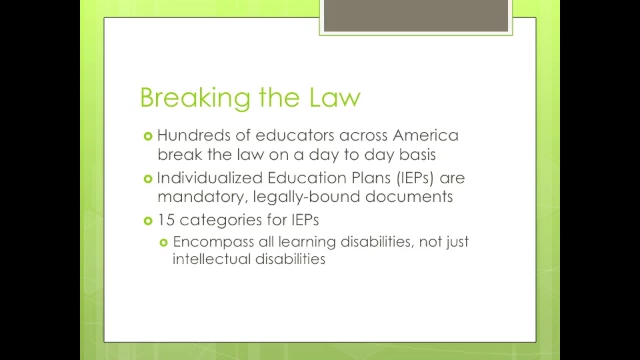 Breaking the Law
Hundreds of educators across America
break the law on a day to day basis
Individualized Education Plans (IEPs) are
mandatory, legally-bound documents
15 categories for IEPs
Encompass all learning disabilities, not just
intellectual disabilities